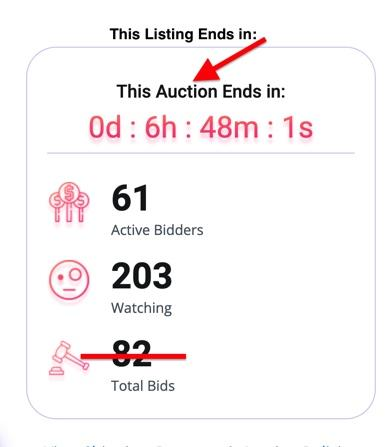 This Listing Ends in:
This Auction Ends in:
0d : 6h : 48m : 1s
61
Active Bidders
203
Watching
82
Total Bids